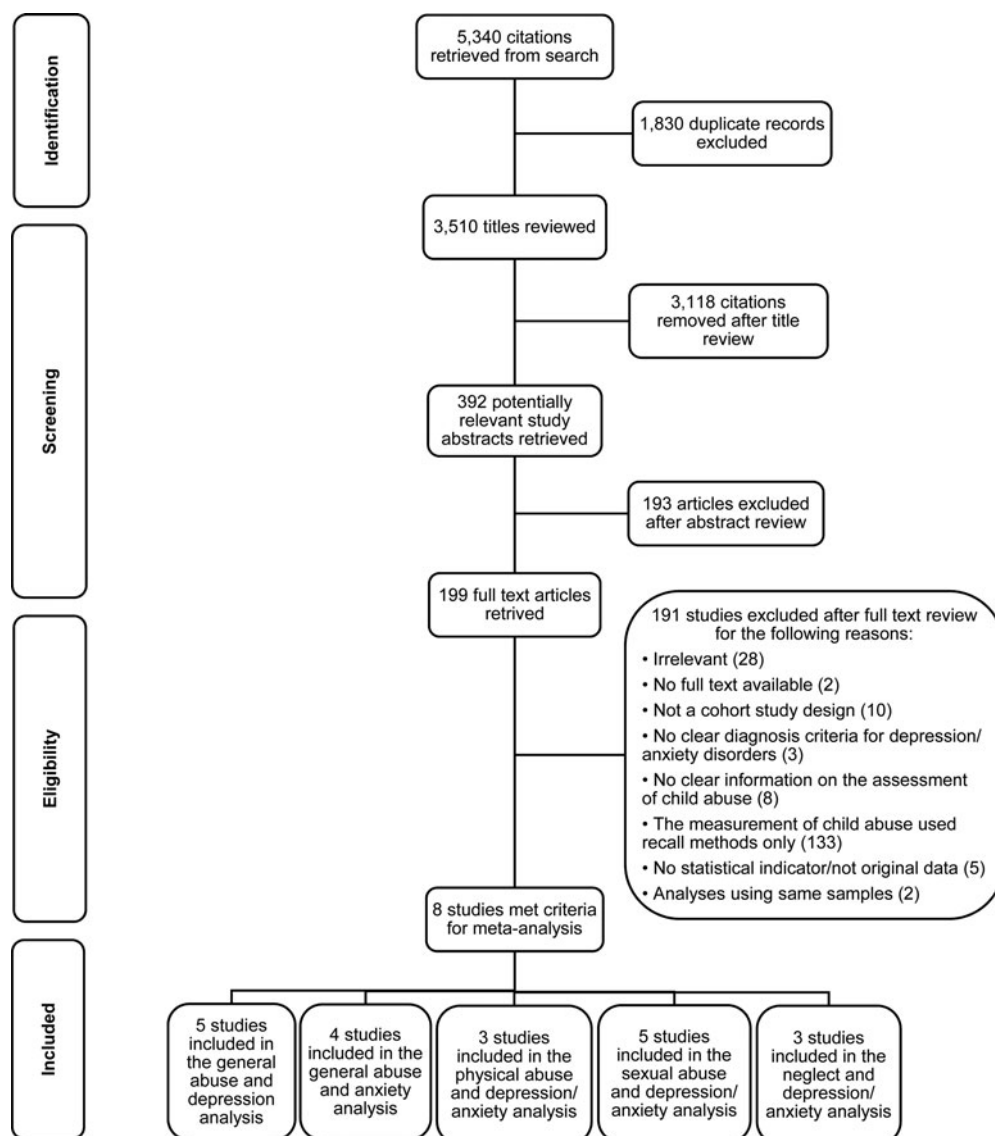 Identification
5,340 citations
retrieved from search
1,830 duplicate records
excluded
Screening
3,510 titles reviewed
3,118 citations
removed after title
review
392 potentially
relevant study
abstracts retrieved
193 articles excluded
after abstract review
199 full text articles
retrived
Eligibility
191 studies excluded after full text review
for the following reasons:
• Irrelevant (28)
• No full text available (2)
• Not a cohort study design (10)
• No clear diagnosis criteria for depression/
anxiety disorders (3)
• No clear information on the assessment
of child abuse (8)
• The measurement of child abuse used
recall methods only (133)
• No statistical indicator/not original data (5)
• Analyses using same samples (2)
8 studies met criteria
for meta-analysis
Included
5 studies
included in
the general
abuse and
depression
analysis
4 studies
included in the
general abuse
and anxiety
analysis
3 studies
included in the
physical abuse
and depression/
anxiety analysis
5 studies
included in the
sexual abuse
and depression/
anxiety analysis
3 studies
included in the
neglect and
depression/
anxiety analysis